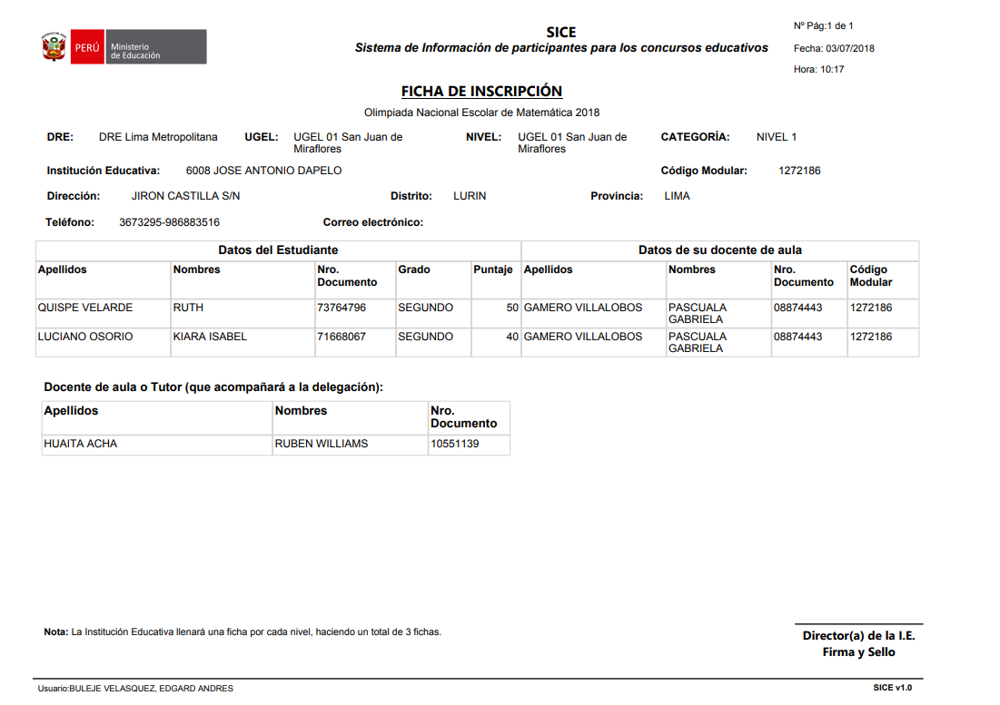 PERÚ
Ministerio
de Educación
SICE
Sistema de Información de participantes para los concursos educativos
Nº Pág:1 de 1
Fecha: 03/07/2018
Hora: 10:17
FICHA DE INSCRIPCIÓN
Olimpiada Nacional Escolar de Matemática 2018
DRE: DRE Lima Metropolitana UGEL: UGEL 01 San Juan de Miraflores NIVEL: UGEL 01 San Juan de Miraflores CATEGORÍA: NIVEL 1
Institución Educativa: 6008 JOSE ANTONIO DAPELO Código Modular: 1272186
Dirección: JIRON CASTILLA S/N Distrito: LURIN Provincia: LIMA
Teléfono: 3673295-986883516 Correo electrónico:
Datos del Estudiante Datos de su docente de aula
Apellidos Nombres Nro. Documento Grado Puntaje Apellidos Nombres Nro. Documento Código Modular
QUISPE VELARDE RUTH 73764796 SEGUNDO 50 GAMERO VILLALOBOS PASCUALA GABRIELA 08874443 1272186
LUCIANO OSORIO KIARA ISABEL 71668067 SEGUNDO 40 GAMERO VILLALOBOS PASCUALA GABRIELA 08874443 1272186
Docente de aula o Tutor (que acompañará a la delegación):
Apellidos Nombres Nro. Documento
HUAITA ACHA RUBEN WILLIAMS 10551139
Nota: La Institución Educativa llenará una ficha por cada nivel, haciendo un total de 3 fichas.
Director(a) de la I.E.
Firma y Sello
Usuario:BULEJE VELASQUEZ, EDGARD ANDRES SICE v1.0